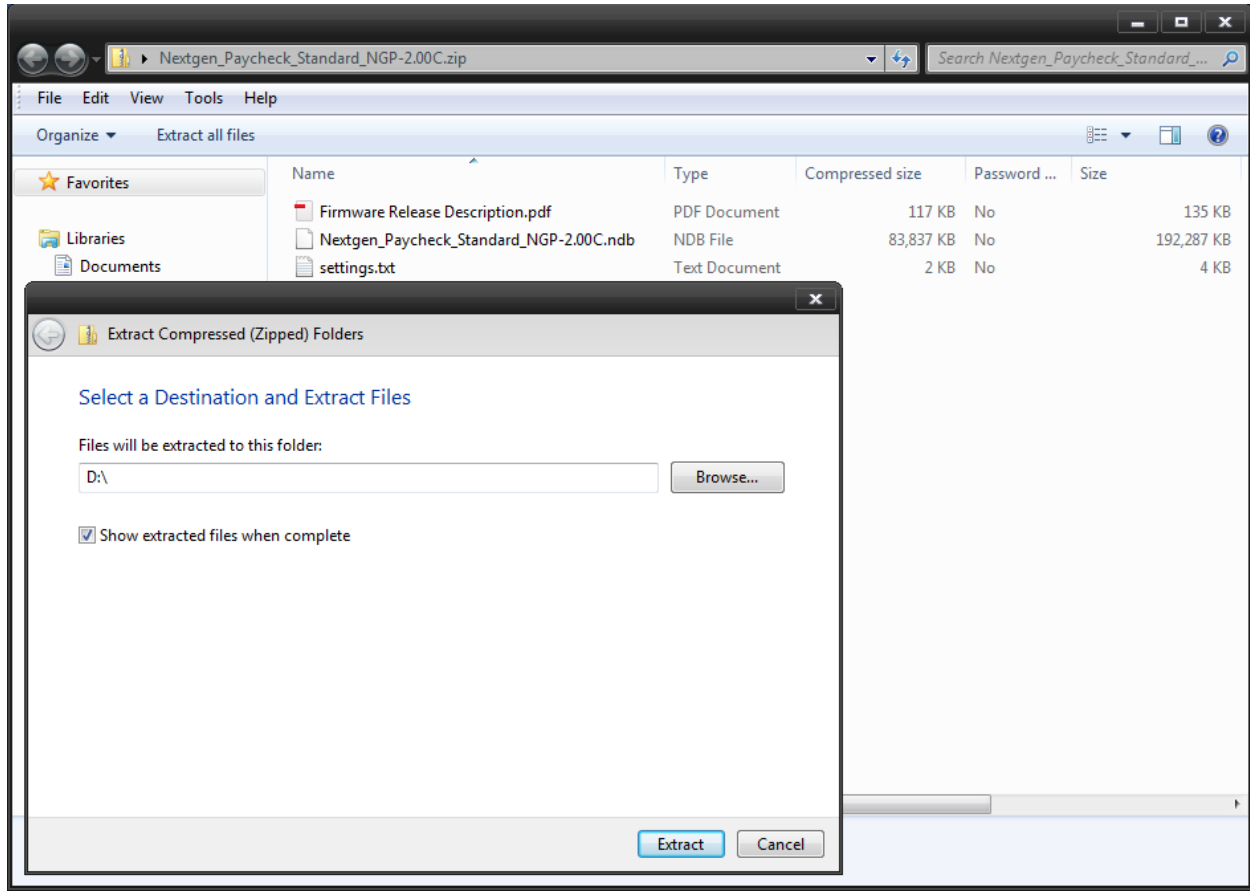 Nextgen_Paycheck_Standard_NGP-2.00C.zip
Search Nextgen_Paycheck_Standard_...
File Edit View Tools Help
Organize Extract all files
Favorites
Libraries
Documents
Name Type Compressed size Password ... Size
Firmware Release Description.pdf PDF Document 117 KB No 135 KB
Nextgen_Paycheck_Standard_NGP-2.00C.ndb NDB File 83,837 KB No 192,287 KB
settings.txt Text Document 2 KB No 4 KB
Extract Compressed (Zipped) Folders
Select a Destination and Extract Files
Files will be extracted to this folder:
D:\ Browse...
Show extracted files when complete
Extract Cancel